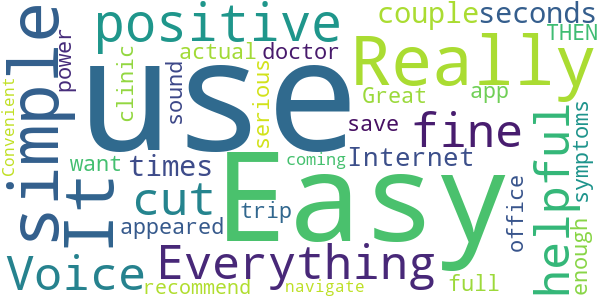 simple
power
Convenient
positive
clinic
actual
doctor
couple
seconds
THEN
use
sound
serious
Really
Great
app
save
fine
helpful
symptoms
It
want
times
coming
Internet
Easy
cut
trip
appeared
office
enough
Voice
Everything
recommend
navigate
full